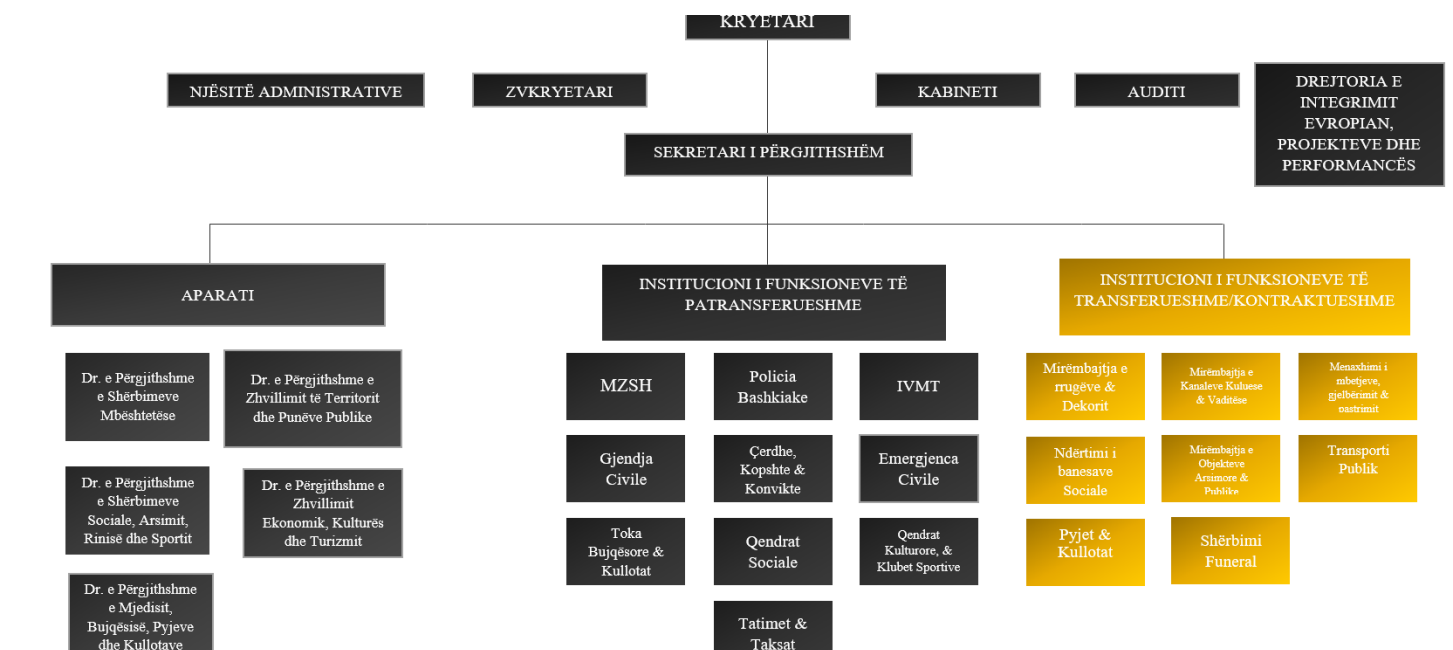 KRYETARI
NJËSITË ADMINISTRATIVE
ZVKRYETARI
KABINETI
AUDITI
DREJTORIA E
INTEGRIMIT
EVROPIAN,
PROJEKTEVE DHE
PERFORMANCËS
SEKRETARI I PËRGJITHSHËM
APARATI
INSTITUCIONI I FUNKSIONEVE TË
PATRANSFERUESHME
INSTITUCIONI I FUNKSIONEVE TË
TRANSFERUESHME/KONTRAKTUESHME
Dr. e Përgjithshme
e Shërbimeve
Mbështetëse
Dr. e Përgjithshme e
Zhvillimit të Territorit
dhe Punëve Publike
Dr. e Përgjithshme
e Shërbimeve
Sociale, Arsimit,
Rinisë dhe Sportit
Dr. e Përgjithshme e
Zhvillimit
Ekonomik, Kulturës
dhe Turizmit
Dr. e Përgjithshme
e Mjedisit,
Bujqësisë, Pyjeve
dhe Kullotave
MZSH
Policia
Bashkiake
IVMT
Gjendja
Civile
Çerdhe,
Kopshte &
Konvikte
Emergjenca
Civile
Toka
Bujqësore &
Kullotat
Qendrat
Sociale
Qendrat
Kulturore, &
Klubet Sportive
Tatimet &
Taksat
Mirëmbajtja e
rrugëve &
Dekorit
Mirëmbajtja e
Kanaleve Kuluese
& Vaditëse
Menaxhimi i
mbetjeve,
gjelbërimit &
pastrimit
Ndërtimi i
banesave
Sociale
Mirëmbajtja e
Objekteve
Arsimore &
Publike
Transporti
Publik
Pyjet &
Kullotat
Shërbimi
Funeral